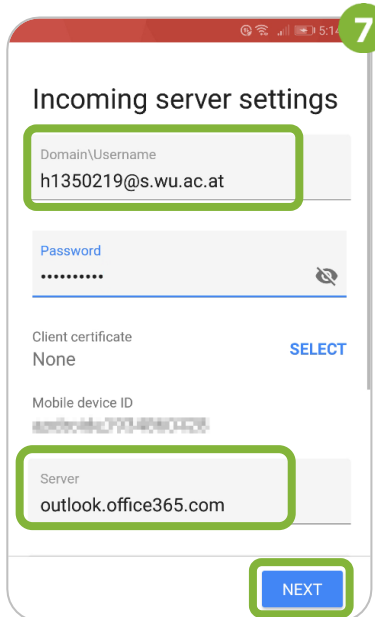 5:14
7
Incoming server settings
Domain\Username
h1350219@s.wu.ac.at
Password
••••••••••
Client certificate
None
SELECT
Mobile device ID
Server
outlook.office365.com
NEXT